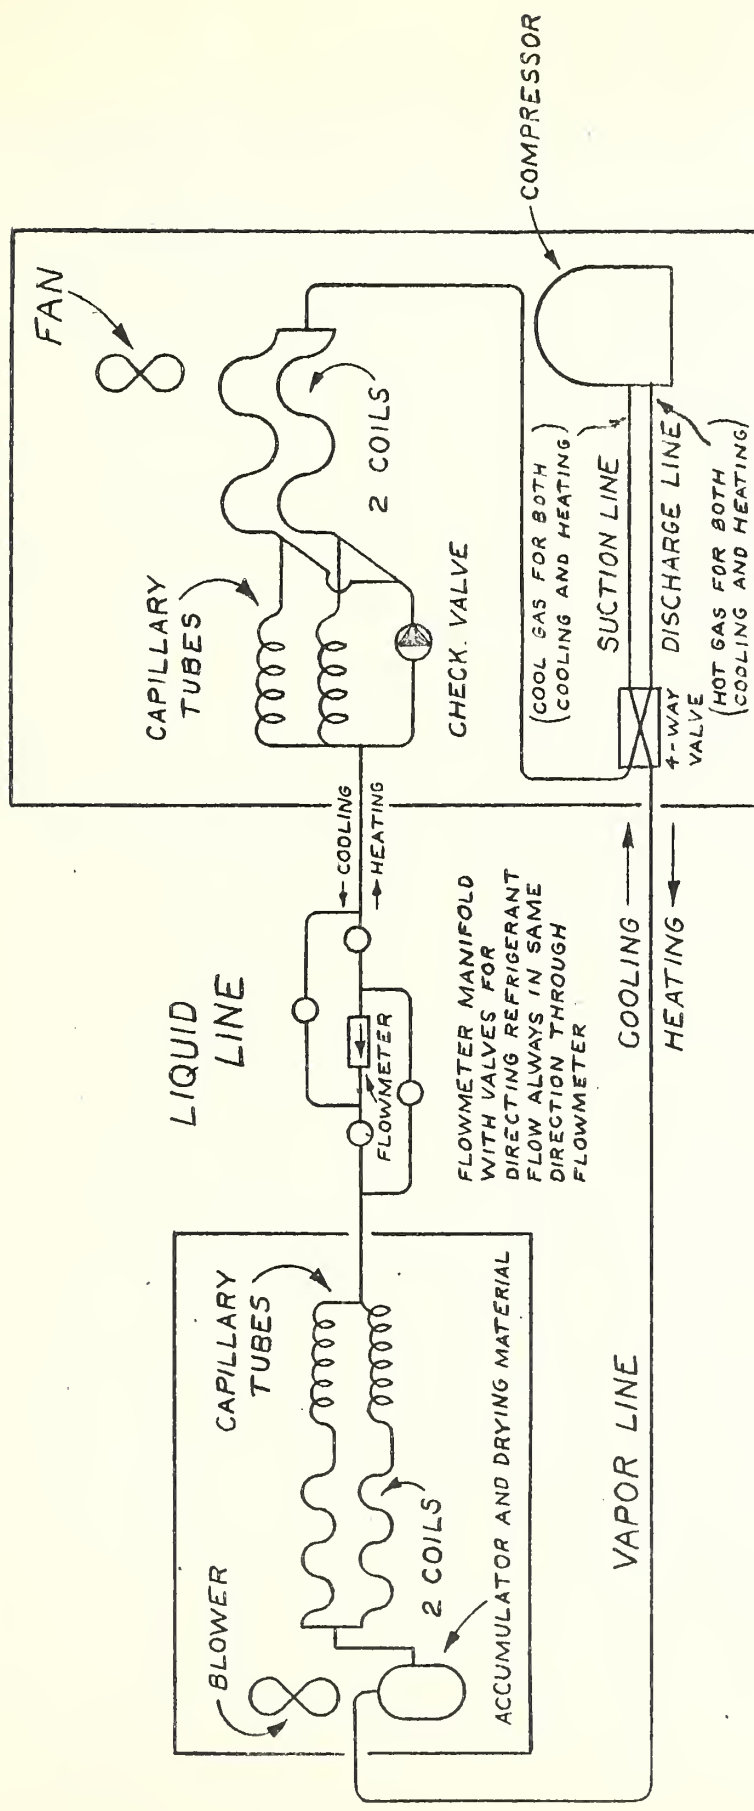 FAN
COMPRESSOR
2 COILS
CAPILLARY
TUBES
CHECK. VALVE
(COOL GAS FOR BOTH
COOLING AND HEATING)
SUCTION LINE
DISCHARGE LINE
(HOT GAS FOR BOTH
COOLING AND HEATING)
4-WAY
VALVE
COOLING
HEATING
LIQUID
LINE
FLOWMETER
FLOWMETER MANIFOLD
WITH VALVES FOR
DIRECTING REFRIGERANT
FLOW ALWAYS IN SAME
DIRECTION THROUGH
FLOWMETER
COOLING
HEATING
CAPILLARY
TUBES
BLOWER
2 COILS
ACCUMULATOR AND DRYING MATERIAL
VAPOR LINE